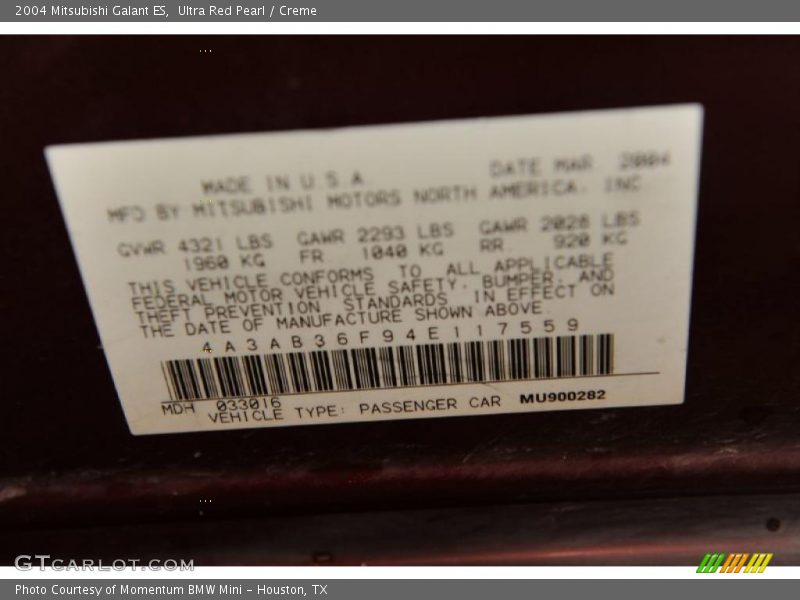 2004 Mitsubishi Galant ES,  Ultra Red Pearl / Creme
MADE IN U.S.A. DATE MAR 2004
MFD BY MITSUBISHI MOTORS NORTH AMERICA. INC
GVWR 4321 LBS GAWR 2293 LBS GAWR 2028 LBS
1960 KG FR 1040 KG RR 920 KG
THIS VEHICLE CONFORMS TO ALL APPLICABLE
FEDERAL MOTOR VEHICLE SAFETY, BUMPER, AND
THEFT PREVENTION STANDARDS IN EFFECT ON
THE DATE OF MANUFACTURE SHOWN ABOVE.
4A3AB36F94E117559
MDH 033016
VEHICLE TYPE: PASSENGER CAR MU900282
GTCARLOT.COM
Photo Courtesy of Momentum BMW Mini - Houston, TX